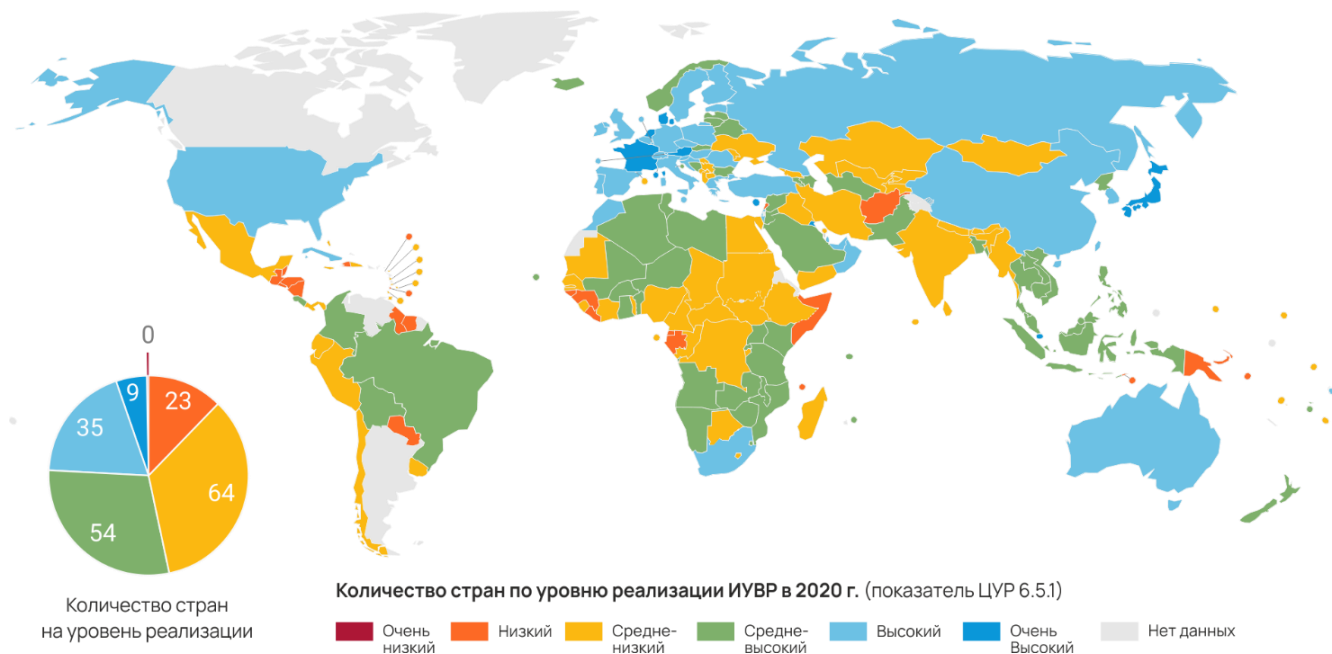 0
9
23
35
64
54
Количество стран
на уровень реализации
Количество стран по уровню реализации ИУВР в 2020 г. (показатель ЦУР 6.5.1)
Очень
низкий
Низкий
Средне-
низкий
Средне-
высокий
Высокий
Очень
Высокий
Нет данных